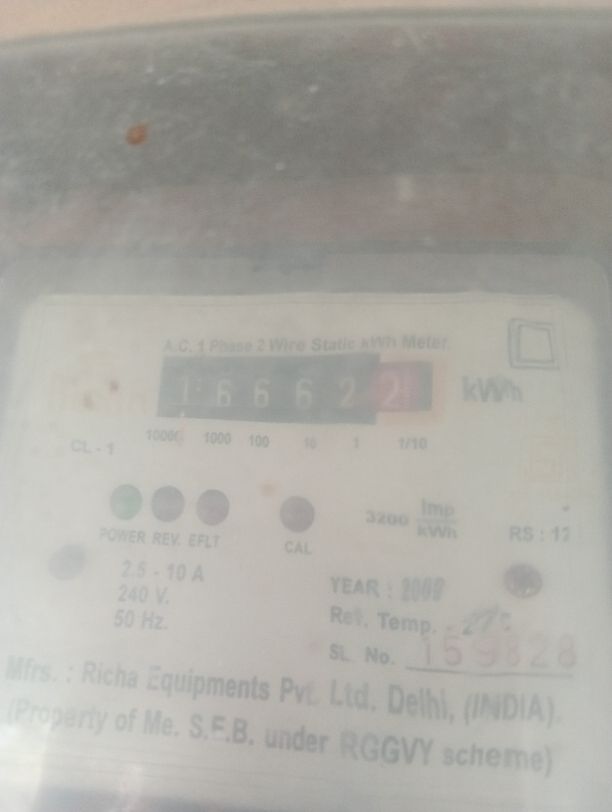 A.C. 1 Phase 2 Wire Static kWh Meter.
1 6 6 6 2 2 kWh
10000 1000 100 10 1 1/10
CL - 1
3200 Imp/kWh
RS : 12
POWER REV. EFLT CAL
2.5 - 10 A
240 V.
50 Hz.
YEAR :
Ref. Temp. - 27°C
SL. No. 159828
Mfrs. : Richa Equipments Pvt. Ltd. Delhi, (INDIA).
(Property of Me. S.E.B. under RGGVY scheme)